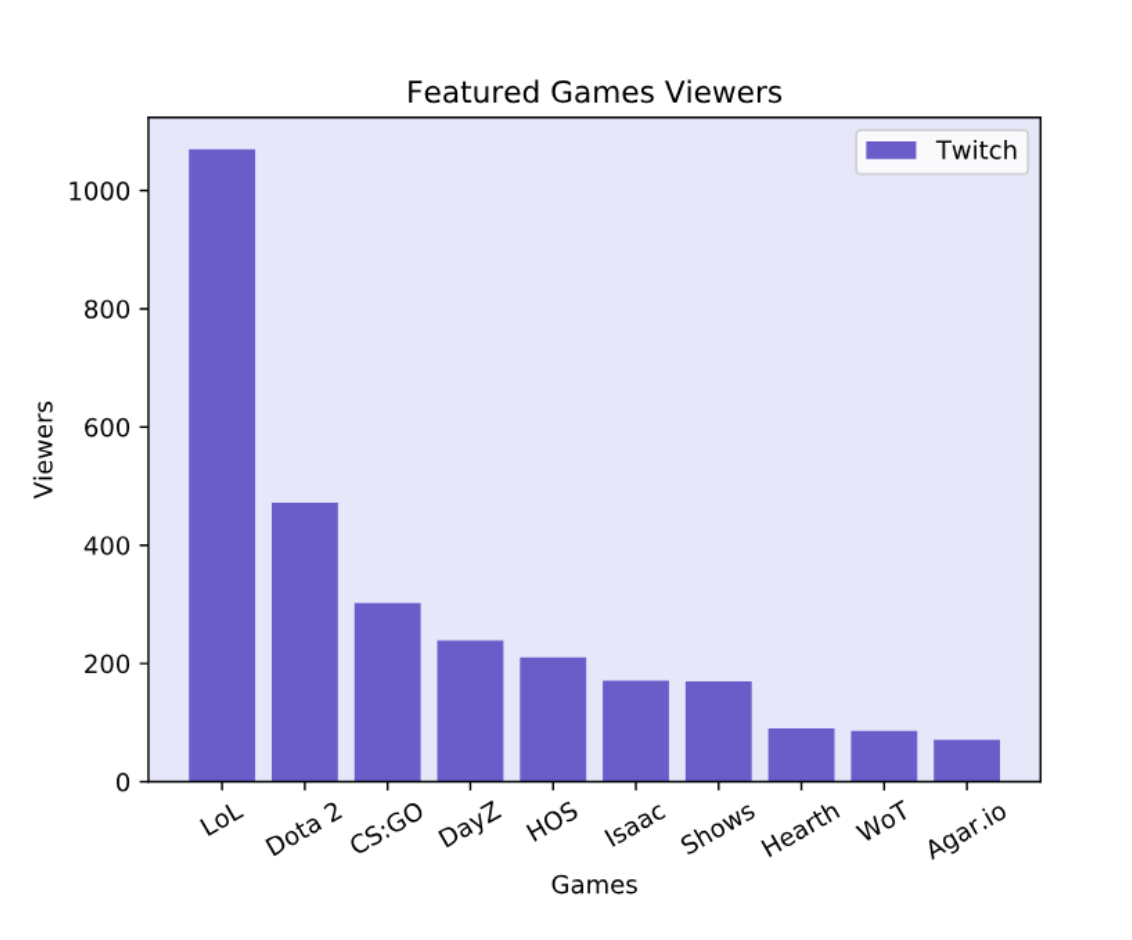 Featured Games Viewers
Twitch
1000
800
600
400
200
0
Viewers
LoL
Dota 2
CS:GO
DayZ
HOS
Isaac
Shows
Hearth
WoT
Agar.io
Games